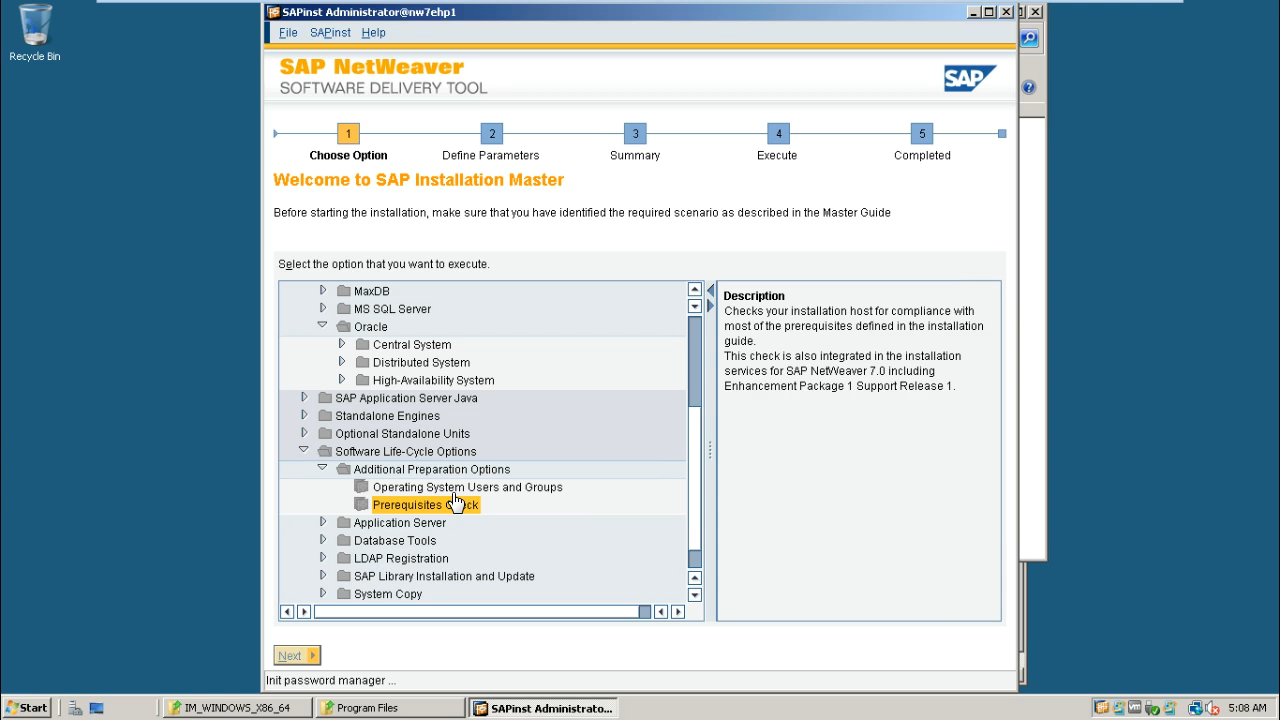 Recycle Bin
SAPinst Administrator@nw7ehp1
File SAPinst Help
SAP NetWeaver
SOFTWARE DELIVERY TOOL
SAP
1 2 3 4 5
Choose Option Define Parameters Summary Execute Completed
Welcome to SAP Installation Master
Before starting the installation, make sure that you have identified the required scenario as described in the Master Guide
Select the option that you want to execute.
MaxDB
MS SQL Server
Oracle
Central System
Distributed System
High-Availability System
SAP Application Server Java
Standalone Engines
Optional Standalone Units
Software Life-Cycle Options
Additional Preparation Options
Operating System Users and Groups
Prerequisites Check
Application Server
Database Tools
LDAP Registration
SAP Library Installation and Update
System Copy
Description
Checks your installation host for compliance with
most of the prerequisites defined in the installation
guide.
This check is also integrated in the installation
services for SAP NetWeaver 7.0 including
Enhancement Package 1 Support Release 1.
Next
Init password manager ...
Start IM_WINDOWS_X86_64 Program Files SAPinst Administrato... 5:08 AM